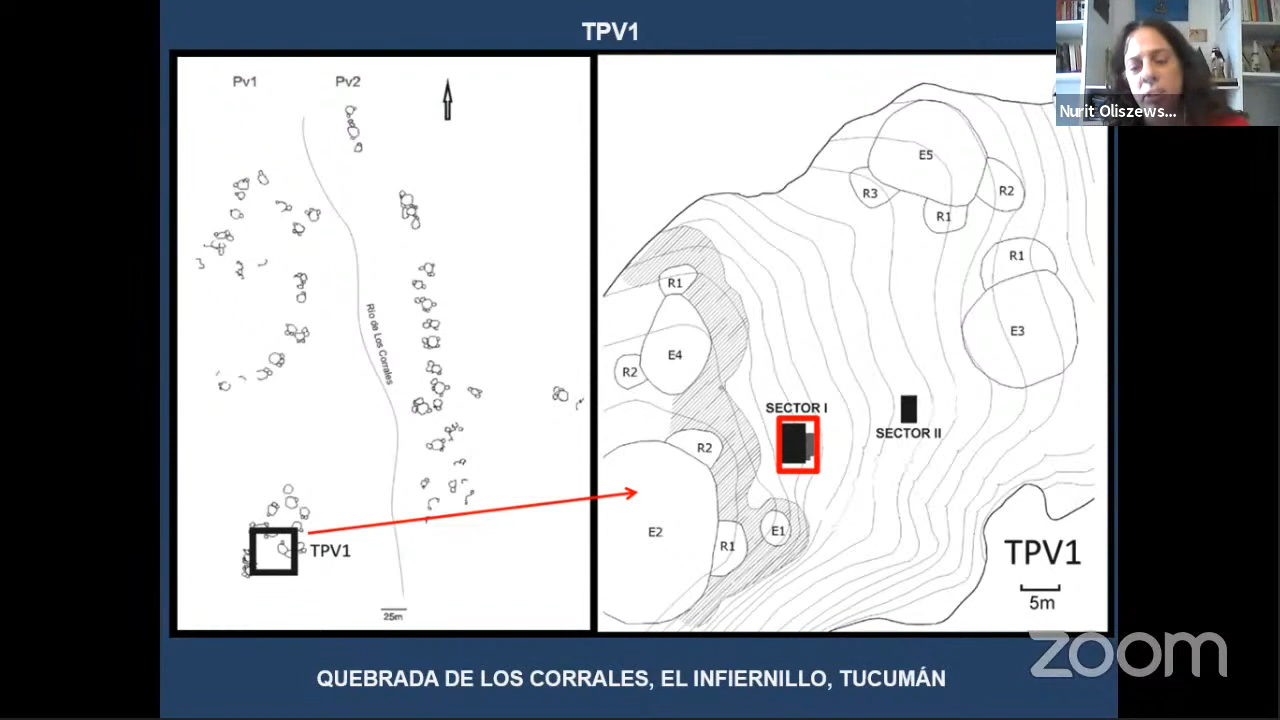 TPV1
Nurit Oliszews...
Pv1
Pv2
Río de Los Corrales
TPV1
25m
E5
R3
R2
R1
R1
E3
R1
E4
R2
SECTOR I
SECTOR II
R2
E2
R1
E1
TPV1
5m
zoom
QUEBRADA DE LOS CORRALES, EL INFIERNILLO, TUCUMÁN